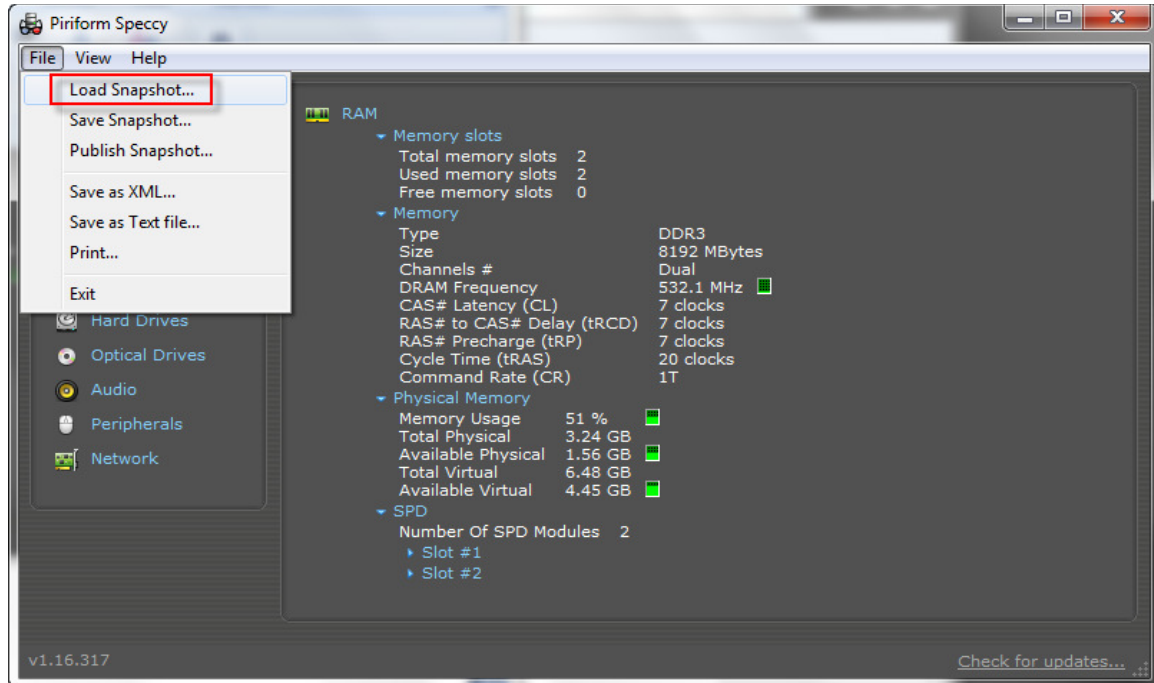 Piriform Speccy
File View Help
Load Snapshot...
Save Snapshot...
Publish Snapshot...
Save as XML...
Save as Text file...
Print...
Exit
Hard Drives
Optical Drives
Audio
Peripherals
Network
RAM
Memory slots
Total memory slots 2
Used memory slots 2
Free memory slots 0
Memory
Type DDR3
Size 8192 MBytes
Channels # Dual
DRAM Frequency 532.1 MHz
CAS# Latency (CL) 7 clocks
RAS# to CAS# Delay (tRCD) 7 clocks
RAS# Precharge (tRP) 7 clocks
Cycle Time (tRAS) 20 clocks
Command Rate (CR) 1T
Physical Memory
Memory Usage 51 %
Total Physical 3.24 GB
Available Physical 1.56 GB
Total Virtual 6.48 GB
Available Virtual 4.45 GB
SPD
Number Of SPD Modules 2
Slot #1
Slot #2
v1.16.317
Check for updates...